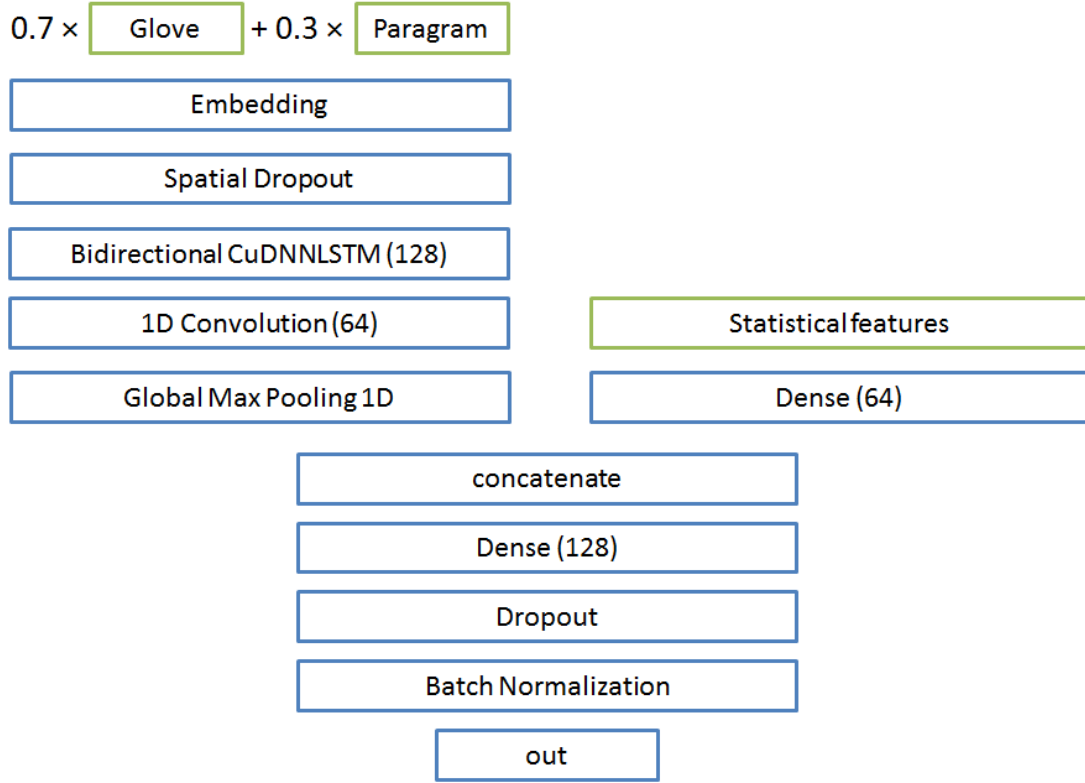 0.7 × Glove + 0.3 × Paragram
Embedding
Spatial Dropout
Bidirectional CuDNNLSTM (128)
1D Convolution (64)
Statistical features
Global Max Pooling 1D
Dense (64)
concatenate
Dense (128)
Dropout
Batch Normalization
out